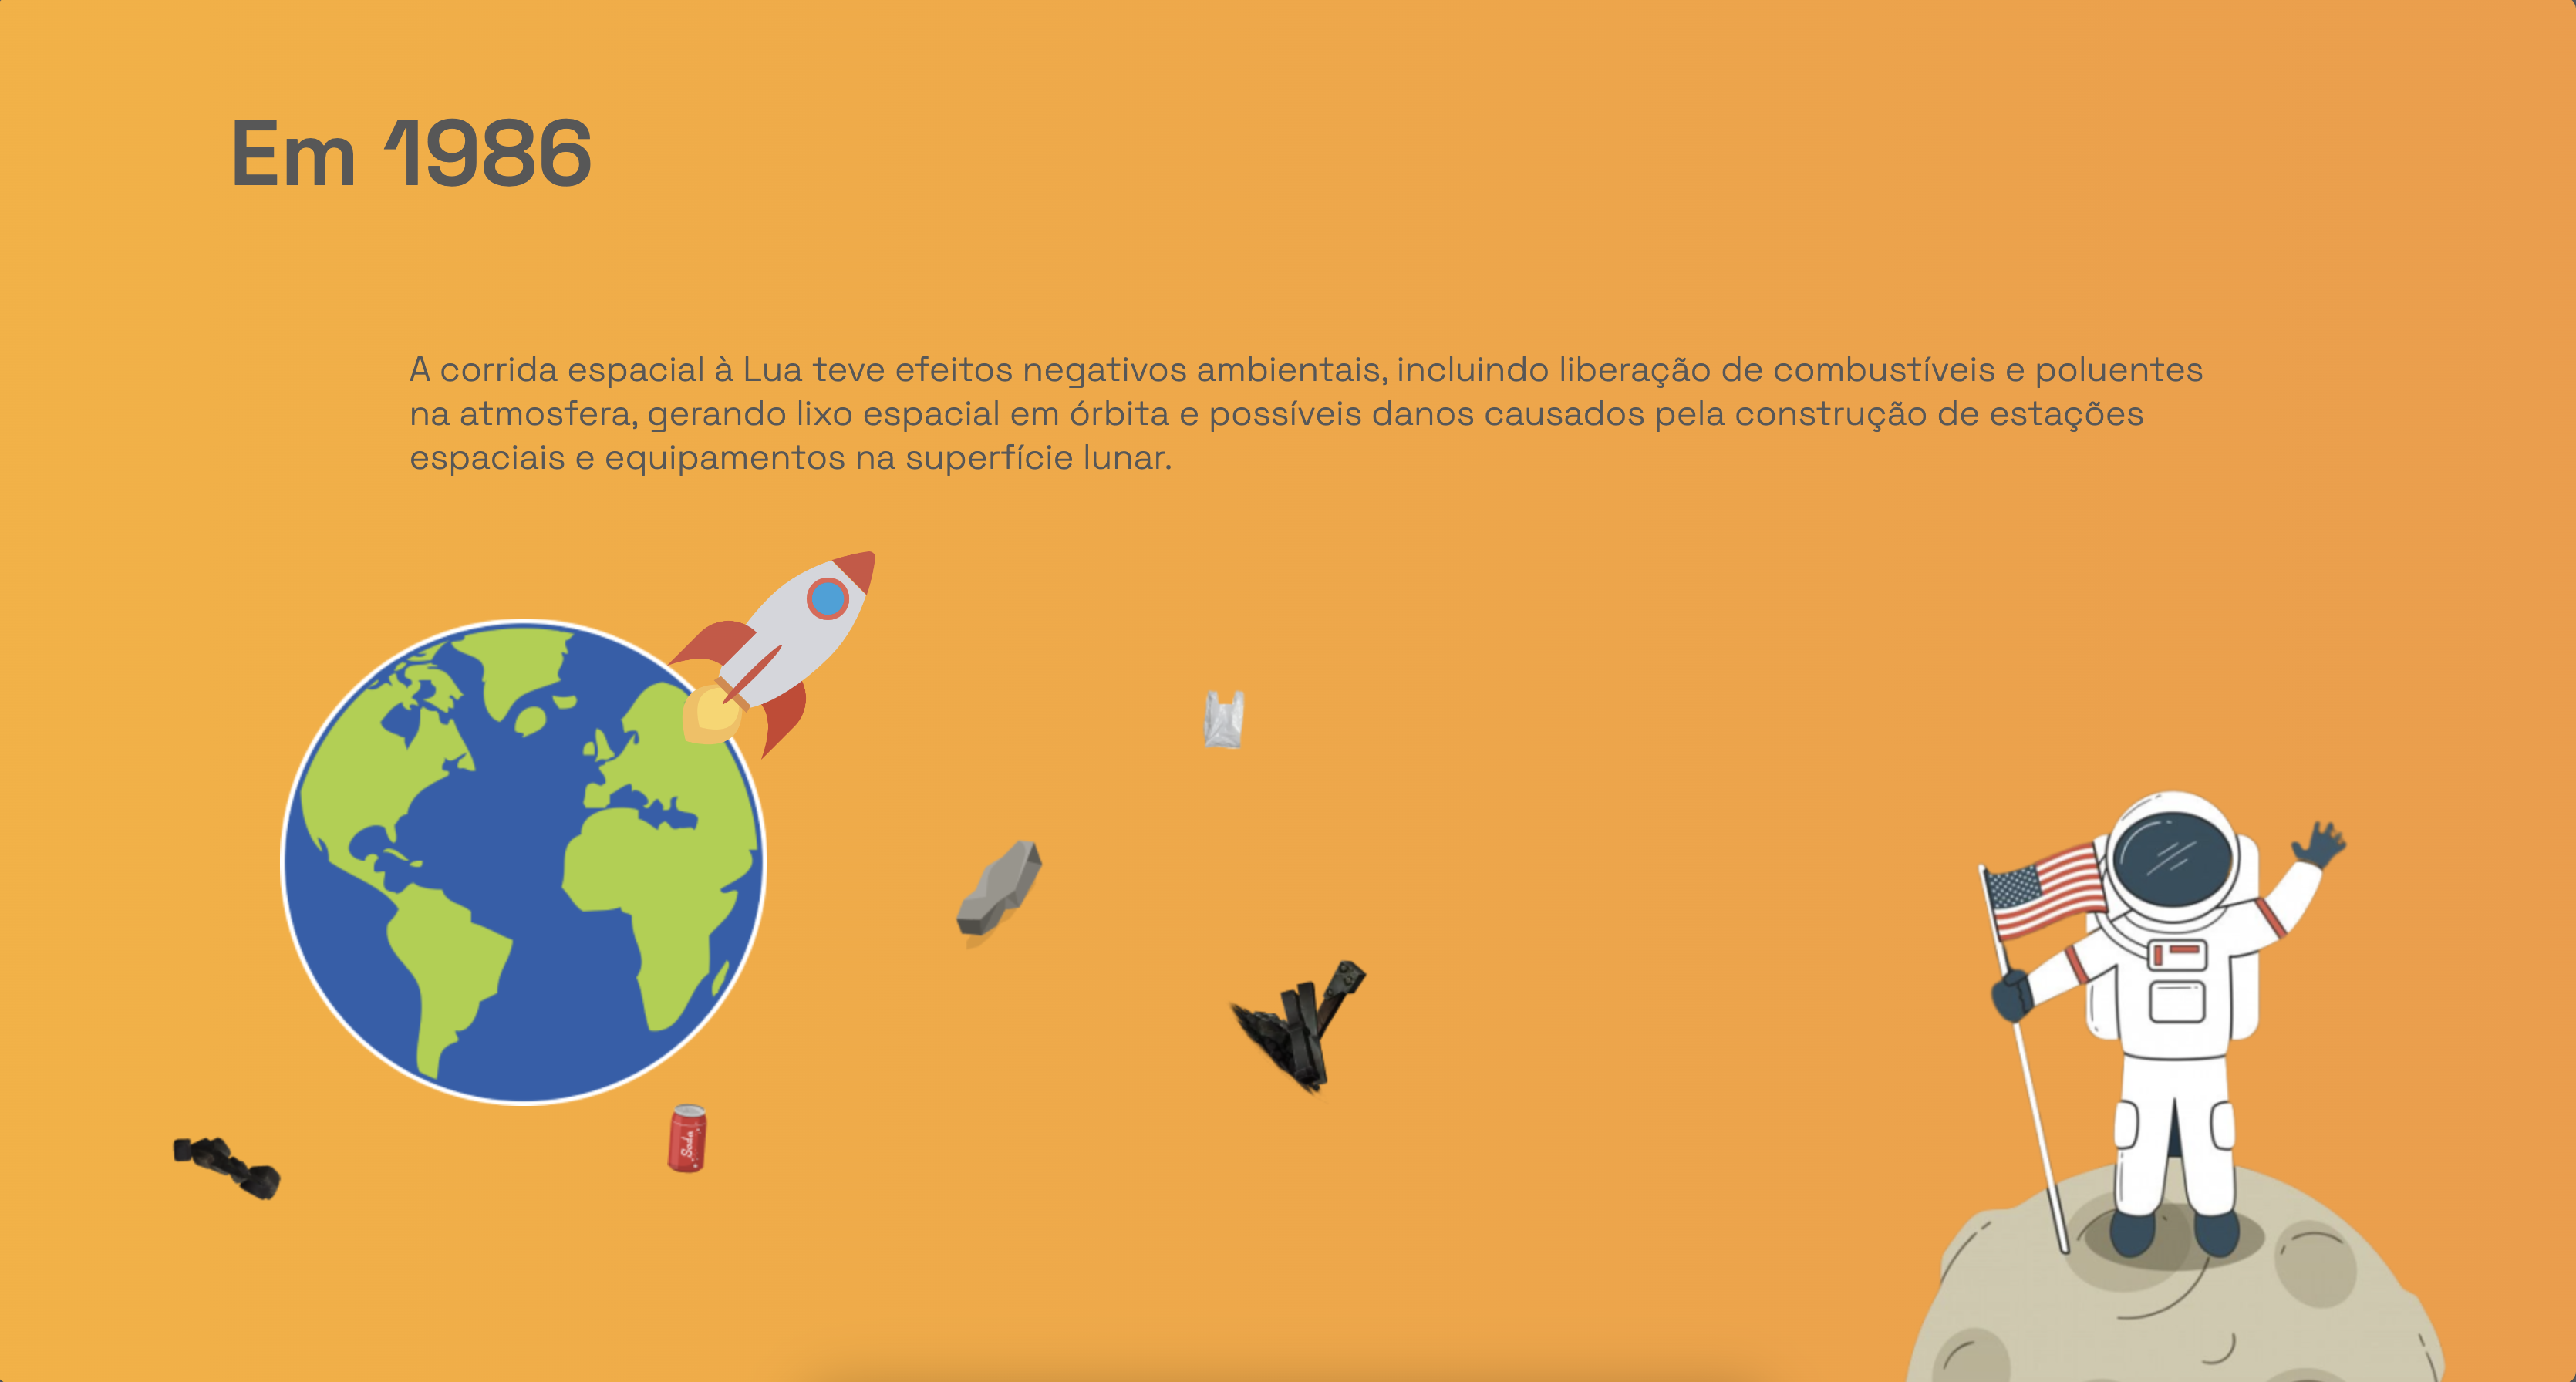 Em 1986
A corrida espacial à Lua teve efeitos negativos ambientais, incluindo liberação de combustíveis e poluentes
na atmosfera, gerando lixo espacial em órbita e possíveis danos causados pela construção de estações
espaciais e equipamentos na superfície lunar.
Soda